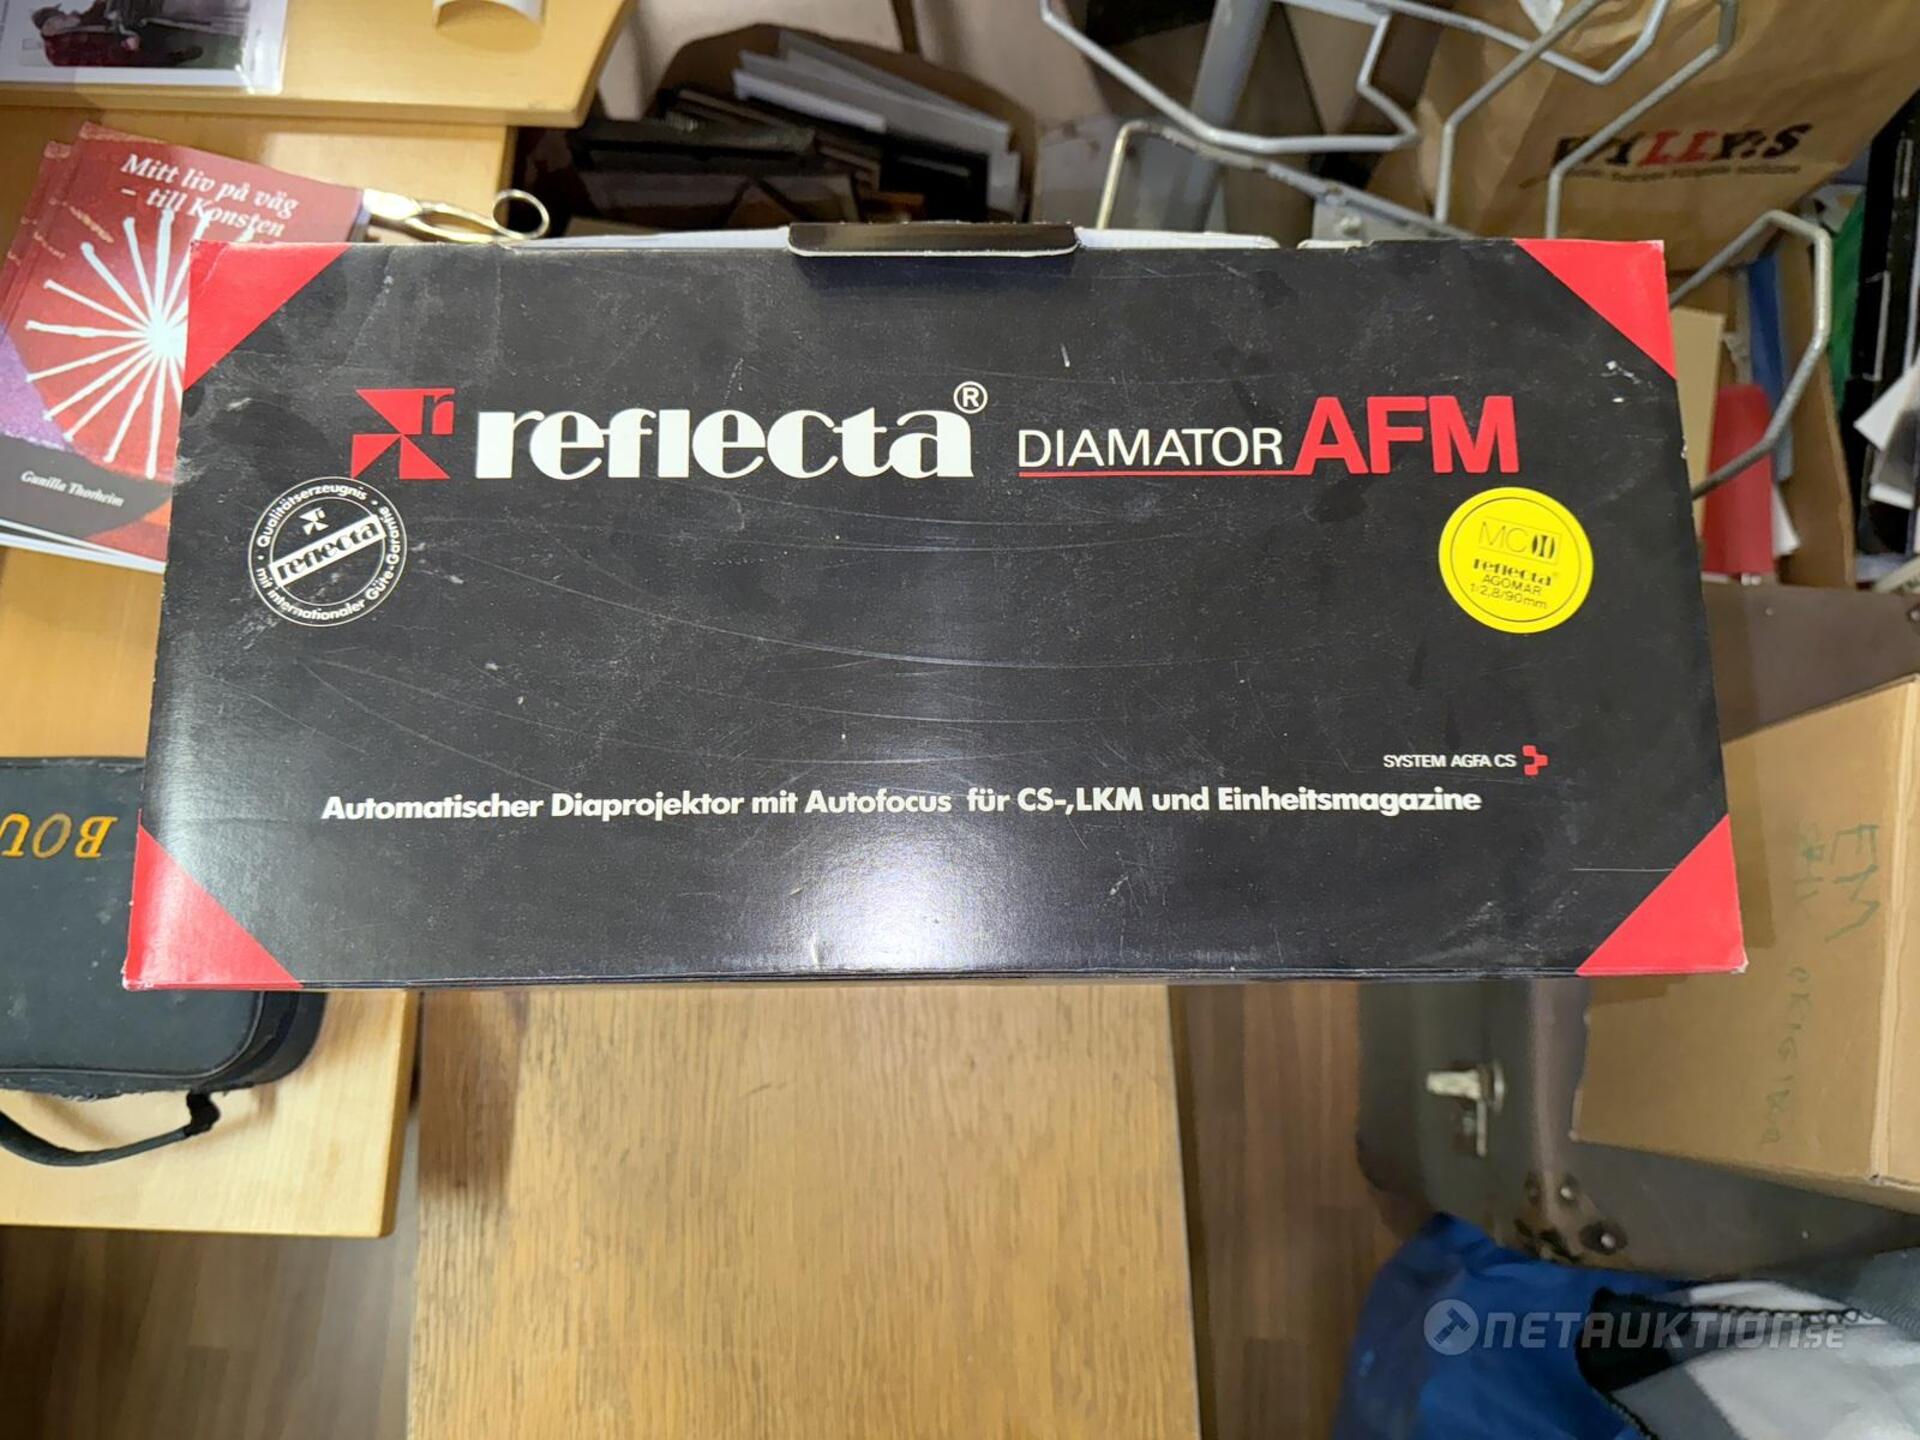 Mitt liv på väg
– till Konsten
Gunilla Thorheim
WILLY:S
r reflecta® DIAMATOR AFM
Qualitätserzeugnis
reflecta
mit internationaler Güte-Garantie
MC
reflecta®
AGOMAR
1:2,8/90mm
SYSTEM AGFA CS
Automatischer Diaprojektor mit Autofocus für CS-,LKM und Einheitsmagazine
BOU
EM
NETAUKTION.SE